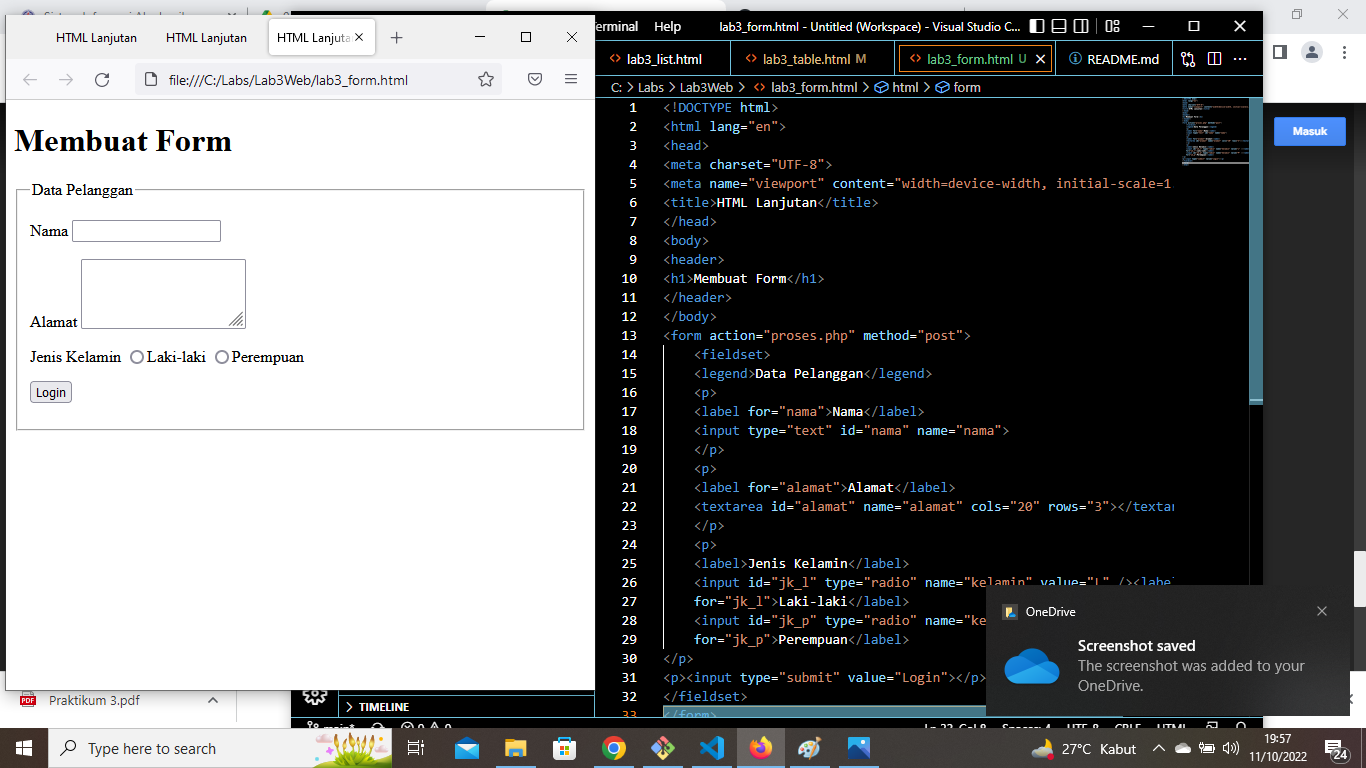 HTML Lanjutan
HTML Lanjutan
HTML Lanjuta
file:///C:/Labs/Lab3Web/lab3_form.html
Membuat Form
Data Pelanggan
Nama
Alamat
Jenis Kelamin Laki-laki Perempuan
Login
Praktikum 3.pdf
Terminal Help lab3_form.html - Untitled (Workspace) - Visual Studio C...
lab3_list.html lab3_table.html M lab3_form.html U README.md
C: > Labs > Lab3Web > lab3_form.html > html > form
1 <!DOCTYPE html>
2 <html lang="en">
3 <head>
4 <meta charset="UTF-8">
5 <meta name="viewport" content="width=device-width, initial-scale=1
6 <title>HTML Lanjutan</title>
7 </head>
8 <body>
9 <header>
10 <h1>Membuat Form</h1>
11 </header>
12 </body>
13 <form action="proses.php" method="post">
14 <fieldset>
15 <legend>Data Pelanggan</legend>
16 <p>
17 <label for="nama">Nama</label>
18 <input type="text" id="nama" name="nama">
19 </p>
20 <p>
21 <label for="alamat">Alamat</label>
22 <textarea id="alamat" name="alamat" cols="20" rows="3"></textar
23 </p>
24 <p>
25 <label>Jenis Kelamin</label>
26 <input id="jk_l" type="radio" name="kelamin" value="L" /><labe
27 for="jk_l">Laki-laki</label>
28 <input id="jk_p" type="radio" name="ke
29 for="jk_p">Perempuan</label>
30 </p>
31 <p><input type="submit" value="Login"></p>
32 </fieldset>
33 </form>
TIMELINE
Masuk
OneDrive
Screenshot saved
The screenshot was added to your
OneDrive.
Type here to search
27°C Kabut
19:57
11/10/2022
24